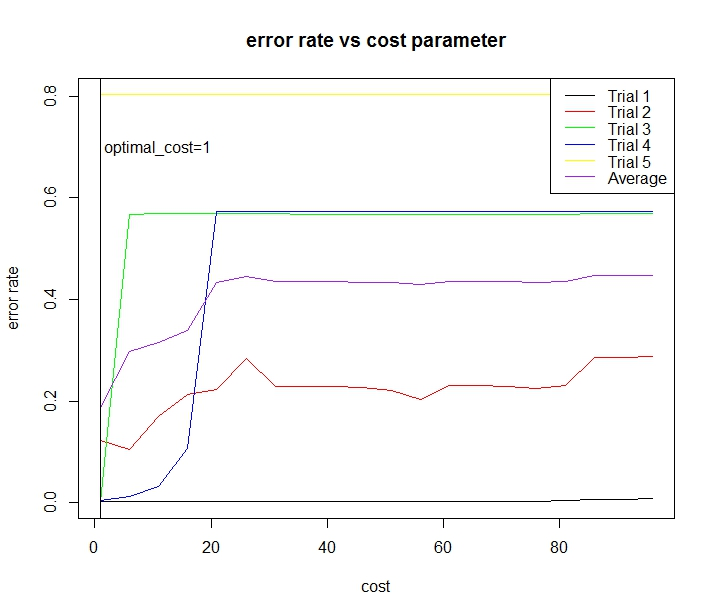 error rate vs cost parameter
error rate
0.8
0.6
0.4
0.2
0.0
optimal_cost=1
Trial 1
Trial 2
Trial 3
Trial 4
Trial 5
Average
0 20 40 60 80
cost